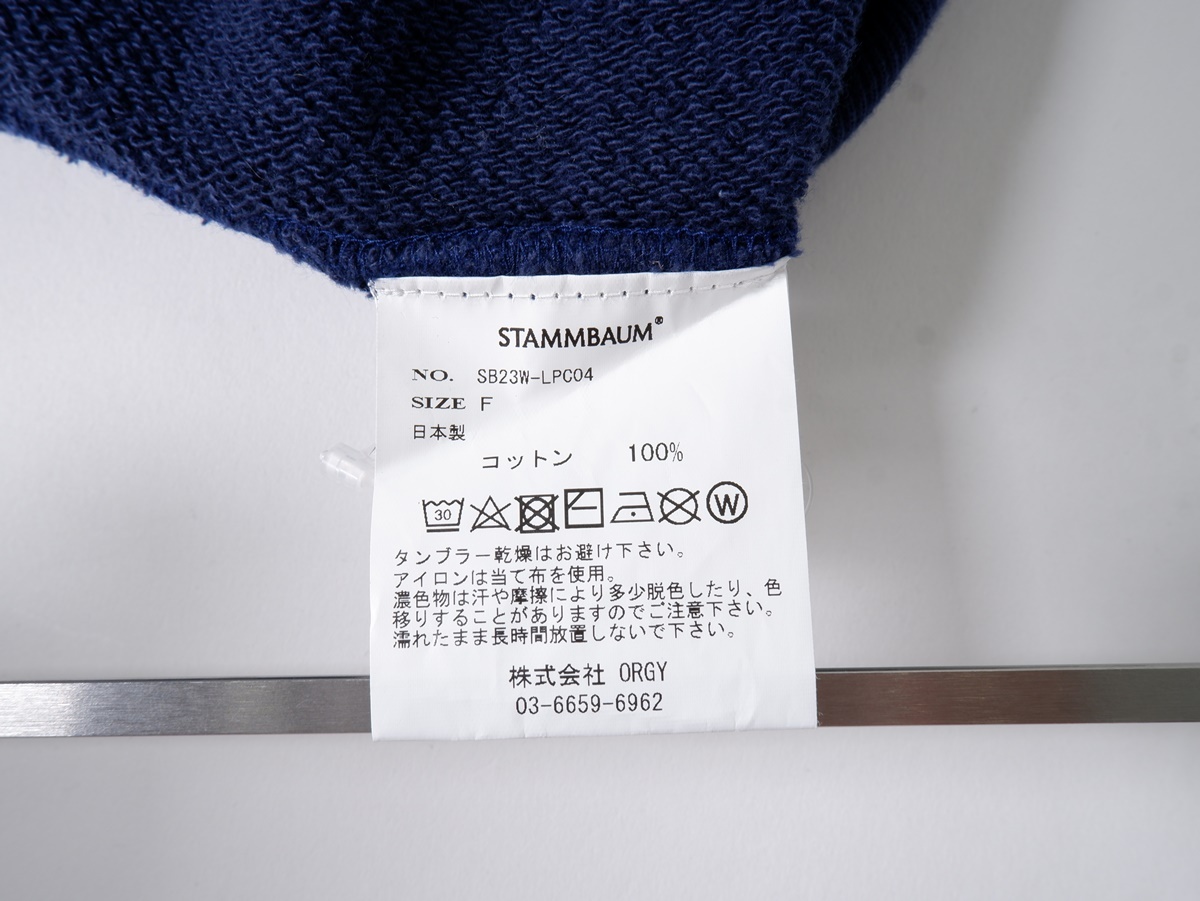 STAMMBAUM®
NO. SB23W-LPC04
SIZE F
日本製
コットン 100%
30 W
タンブラー乾燥はお避け下さい。
アイロンは当て布を使用。
濃色物は汗や摩擦により多少脱色したり、色
移りすることがありますのでご注意下さい。
濡れたまま長時間放置しないで下さい。
株式会社 ORGY
03-6659-6962